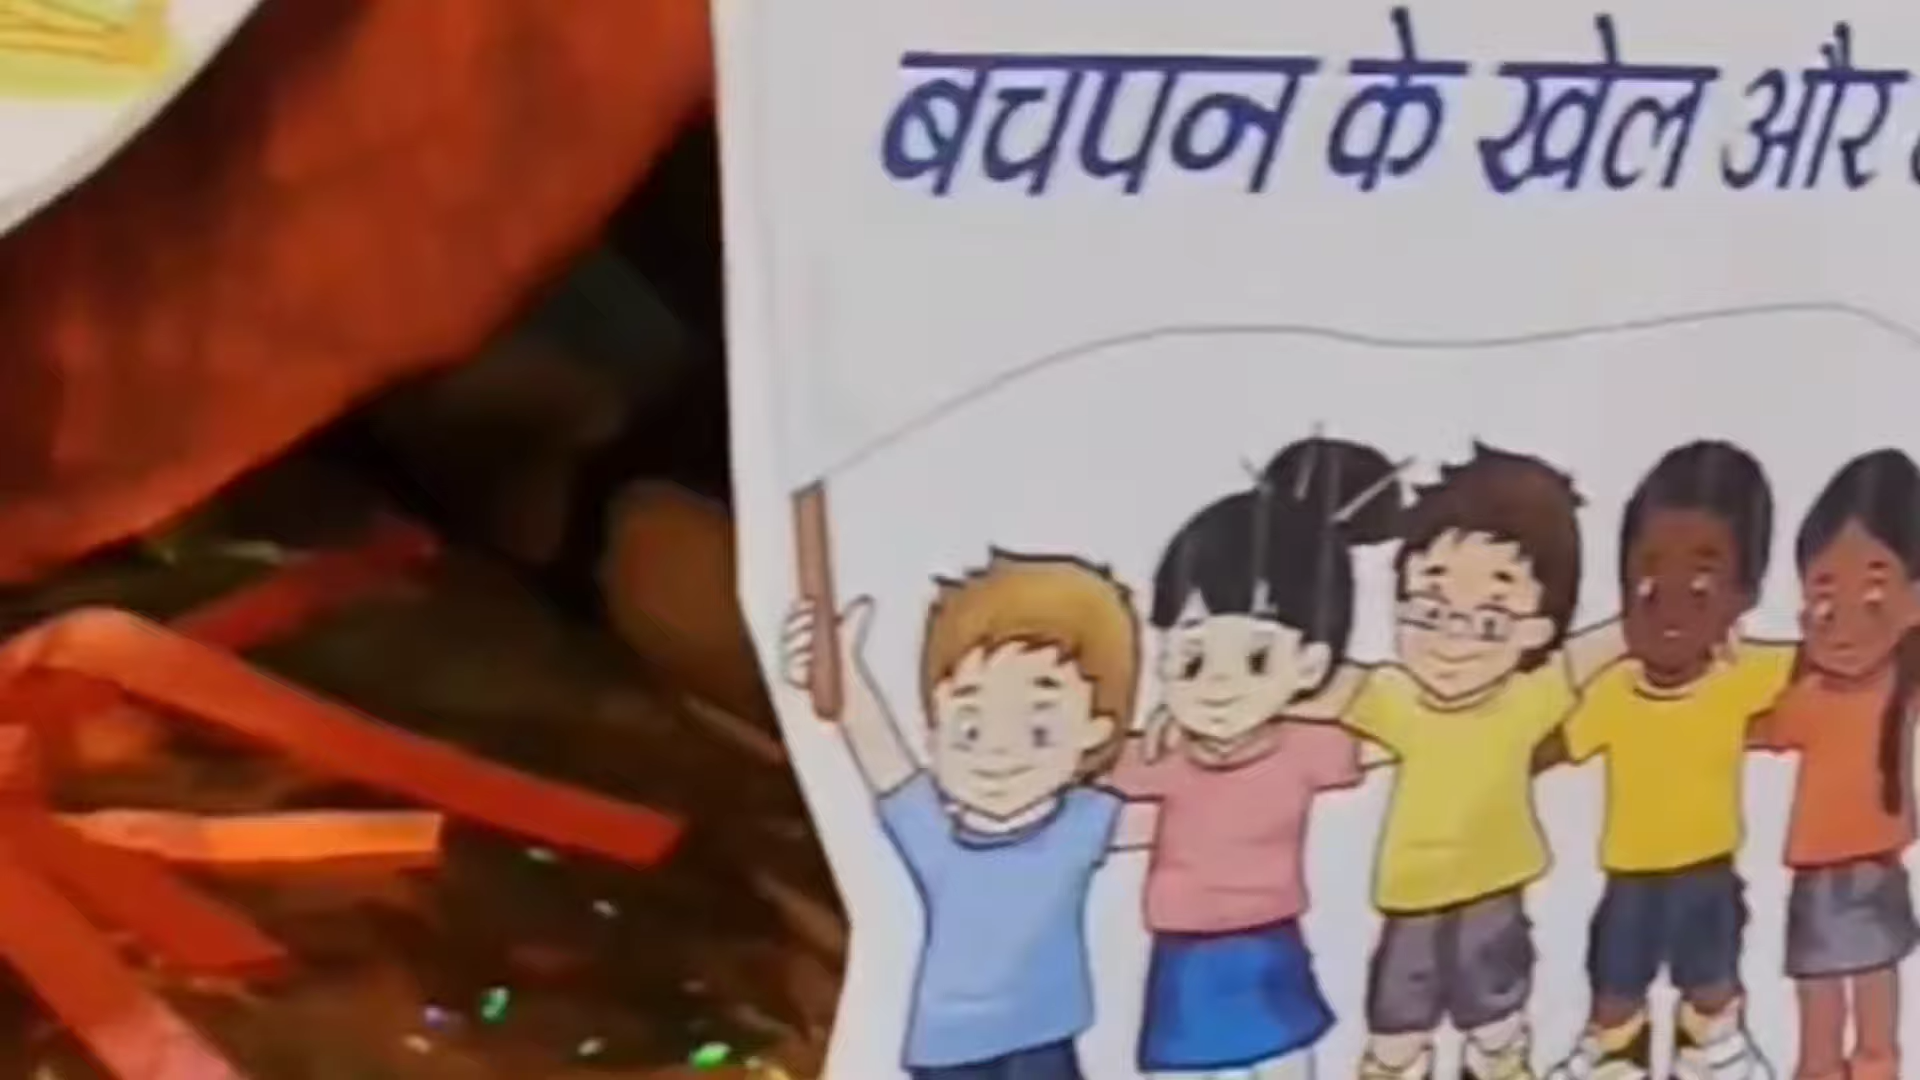 बचपन के खेल और